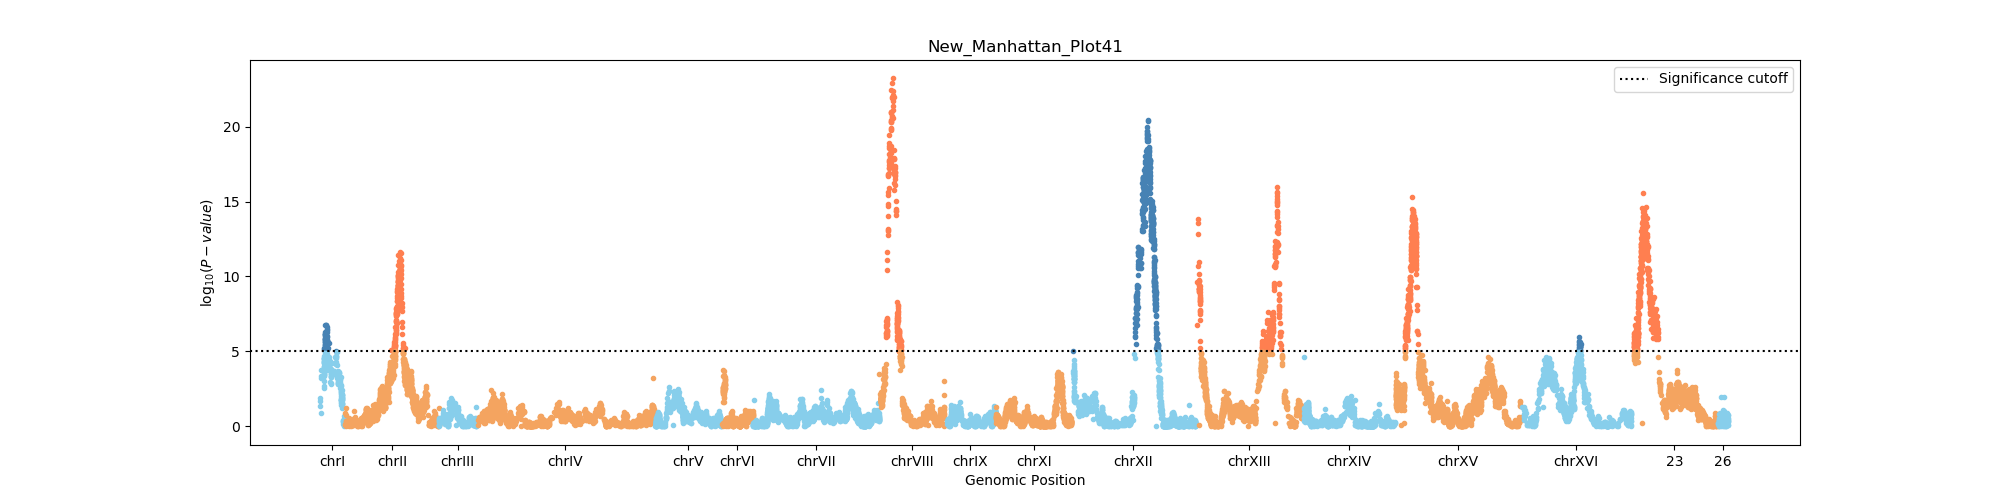 New_Manhattan_Plot41
Significance cutoff
log₁₀(P − value)
20
15
10
5
0
chrI chrII chrIII chrIV chrV chrVI chrVII chrVIII chrIX chrXI chrXII chrXIII chrXIV chrXV chrXVI 23 26
Genomic Position